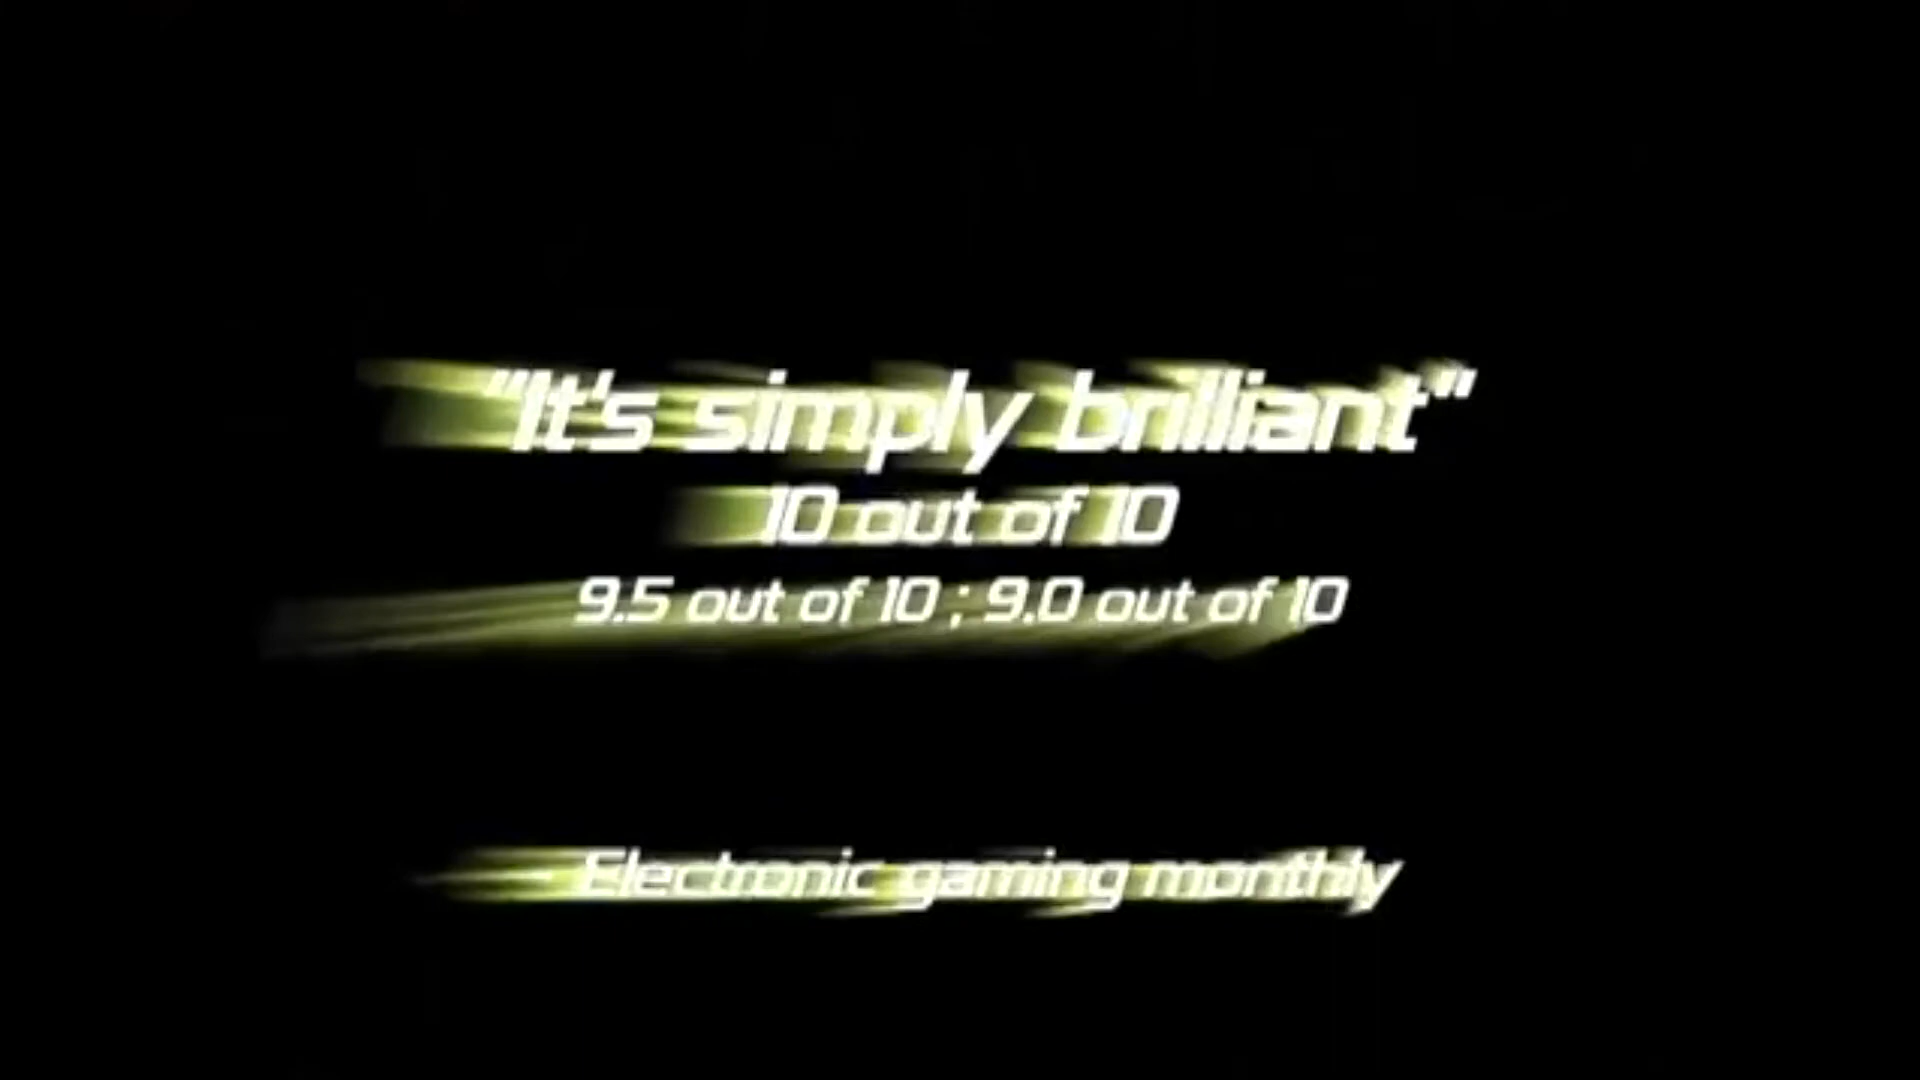 "It's simply brilliant"
10 out of 10
9.5 out of 10 ; 9.0 out of 10
- Electronic gaming monthly